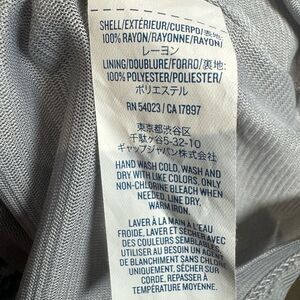 SHELL/EXTÉRIEUR/CUERPO/表地:
100% RAYON/RAYONNE/RAYON/
レーヨン
LINING/DOUBLURE/FORRO/裏地:
100% POLYESTER/POLIESTER/
ポリエステル
RN 54023 / CA 17897
東京都渋谷区
千駄ヶ谷5-32-10
ギャップジャパン株式会社
HAND WASH COLD, WASH AND
DRY WITH LIKE COLORS, ONLY
NON-CHLORINE BLEACH WHEN
NEEDED, LINE DRY,
WARM IRON.
LAVER À LA MAIN À L'EAU
FROIDE, LAVER ET SÉCHER AVEC
DES COULEURS SEMBLABLES
UTILISER AU BESOIN UN AGENT
DE BLANCHIMENT SANS CHLORE
UNIQUEMENT, SÉCHER SUR
CORDE, REPASSER À
TEMPÉRATURE MOYENNE.